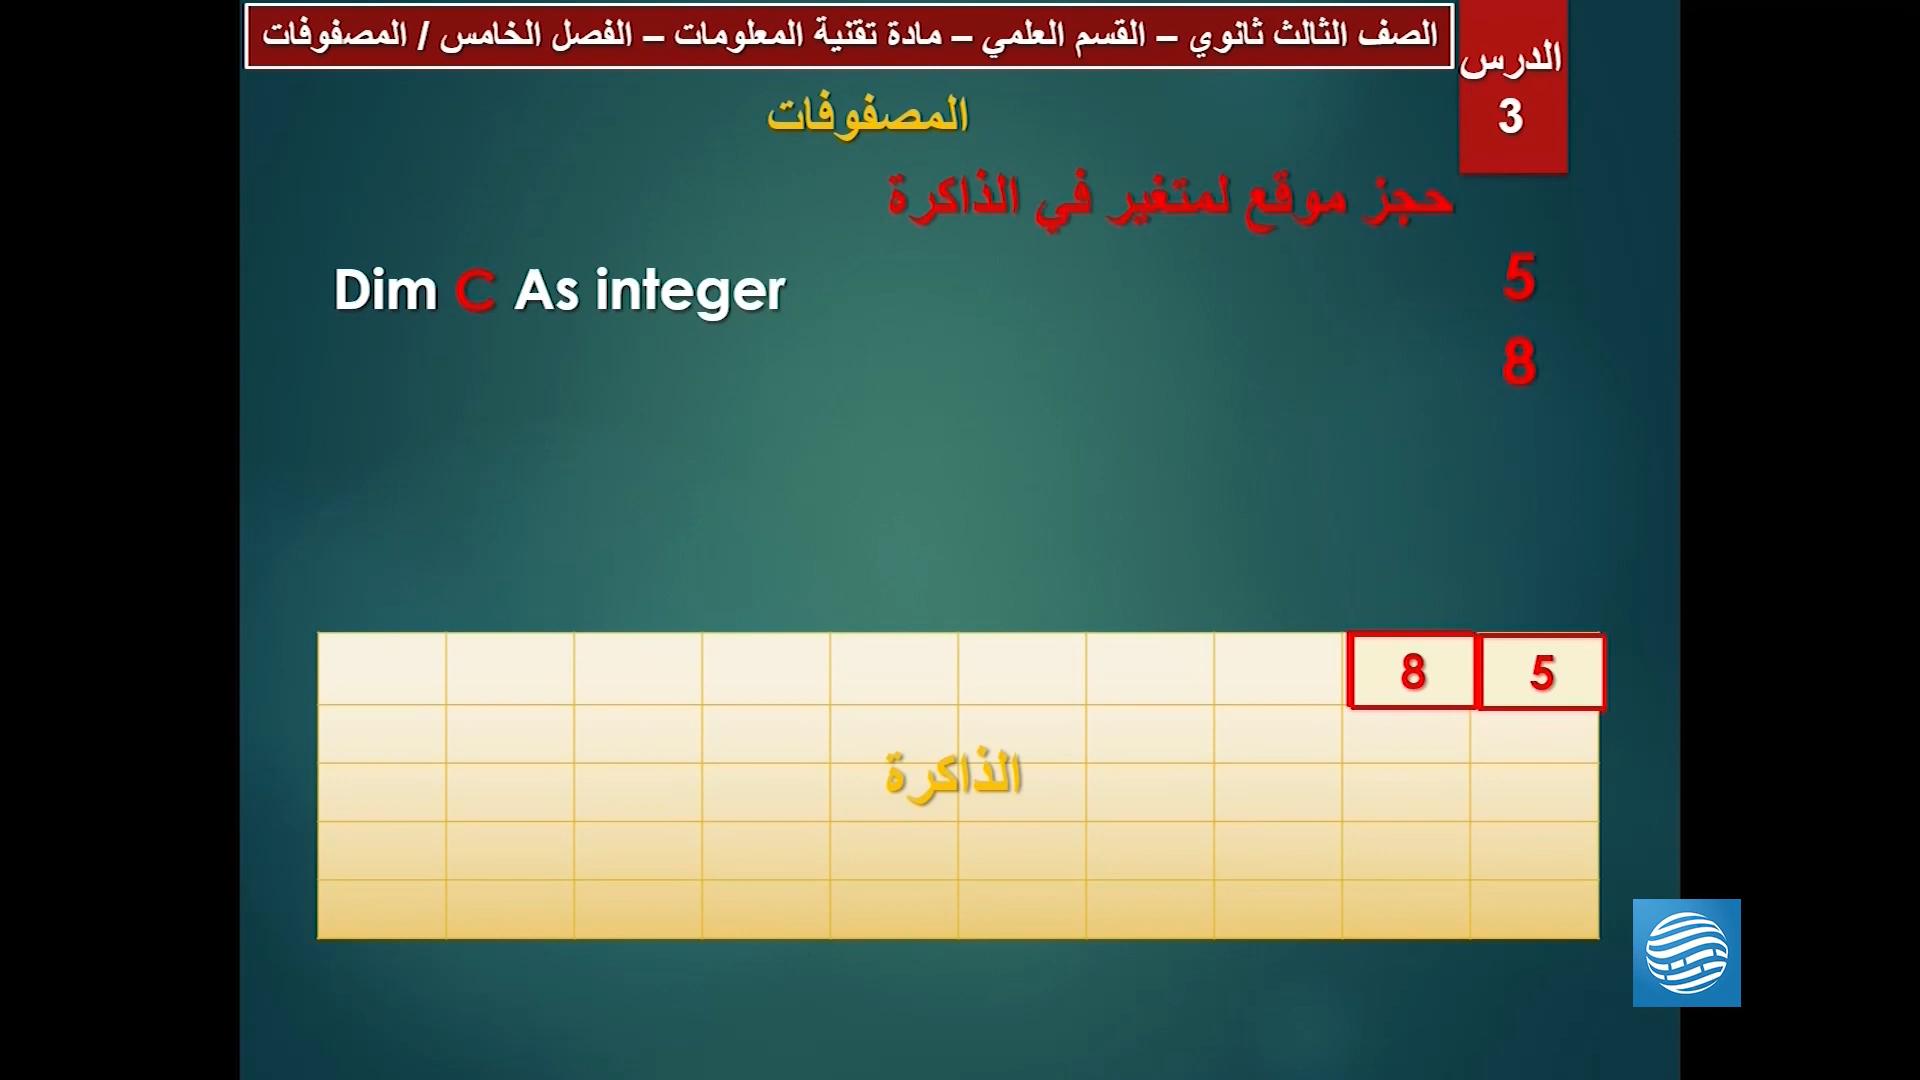 الصف الثالث ثانوي – القسم العلمي – مادة تقنية المعلومات – الفصل الخامس / المصفوفات
الدرس
3
المصفوفات
حجز موقع لمتغير في الذاكرة
Dim C As integer
5
8
8 5
الذاكرة